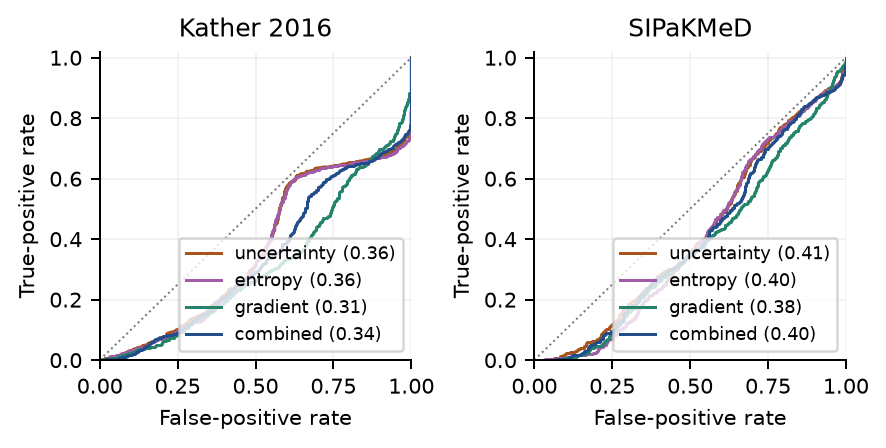 Kather 2016
True-positive rate
1.0
0.8
0.6
0.4
0.2
0.0
0.00 0.25 0.50 0.75 1.00
False-positive rate
uncertainty (0.36)
entropy (0.36)
gradient (0.31)
combined (0.34)
SIPaKMeD
True-positive rate
1.0
0.8
0.6
0.4
0.2
0.0
0.00 0.25 0.50 0.75 1.00
False-positive rate
uncertainty (0.41)
entropy (0.40)
gradient (0.38)
combined (0.40)